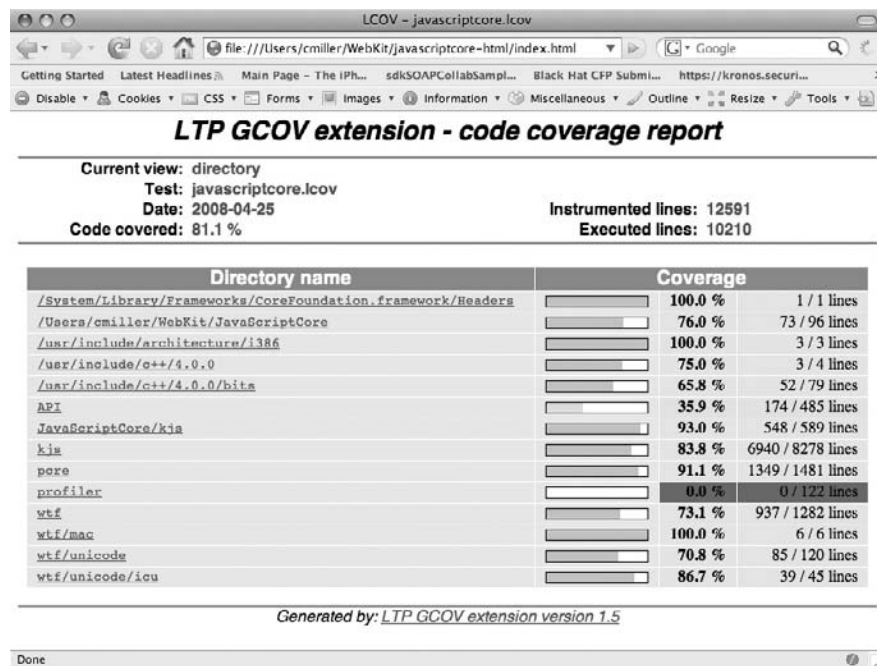 LCOV – javascriptcore.lcov
file:///Users/cmiller/WebKit/javascriptcore-html/index.html
G Google
Getting Started Latest Headlines Main Page – The iPh... sdkSOAPCollabSampl... Black Hat CFP Submi... https://kronos.securi...
Disable Cookies CSS Forms Images Information Miscellaneous Outline Resize Tools
LTP GCOV extension - code coverage report
Current view: directory
Test: javascriptcore.lcov
Date: 2008-04-25 Instrumented lines: 12591
Code covered: 81.1 % Executed lines: 10210
Directory name Coverage
/System/Library/Frameworks/CoreFoundation.framework/Headers 100.0 % 1 / 1 lines
/Users/cmiller/WebKit/JavaScriptCore 76.0 % 73 / 96 lines
/usr/include/architecture/i386 100.0 % 3 / 3 lines
/usr/include/c++/4.0.0 75.0 % 3 / 4 lines
/usr/include/c++/4.0.0/bits 65.8 % 52 / 79 lines
API 35.9 % 174 / 485 lines
JavaScriptCore/kjs 93.0 % 548 / 589 lines
kjs 83.8 % 6940 / 8278 lines
pcre 91.1 % 1349 / 1481 lines
profiler 0.0 % 0 / 122 lines
wtf 73.1 % 937 / 1282 lines
wtf/mac 100.0 % 6 / 6 lines
wtf/unicode 70.8 % 85 / 120 lines
wtf/unicode/icu 86.7 % 39 / 45 lines
Generated by: LTP GCOV extension version 1.5
Done